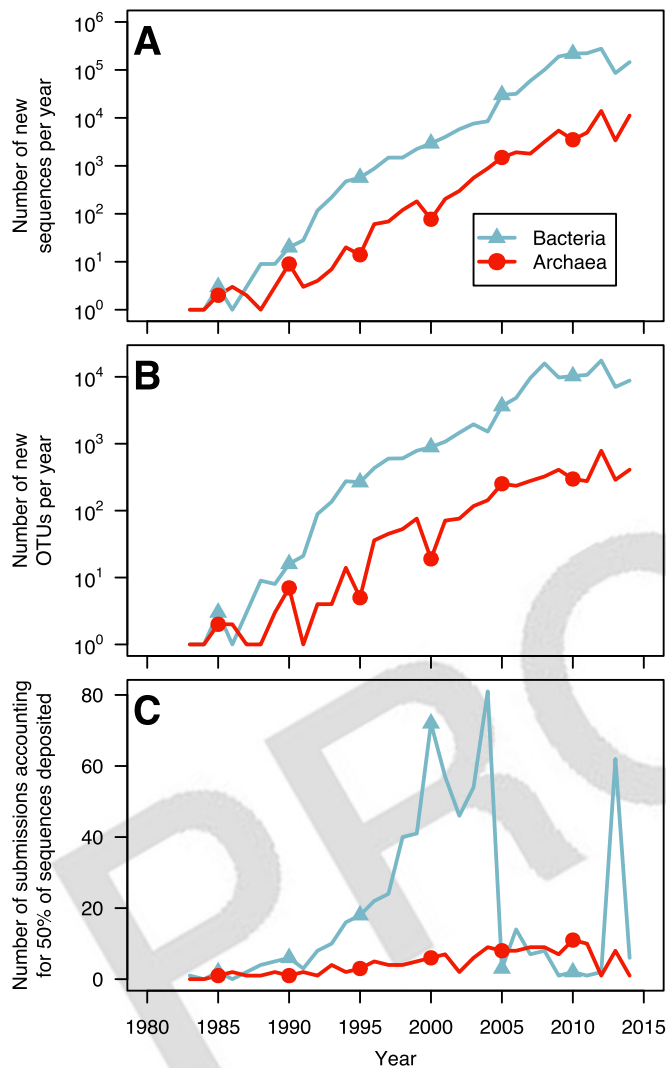 A
Number of new
sequences per year
10^6
10^5
10^4
10^3
10^2
10^1
10^0
Bacteria
Archaea
B
Number of new
OTUs per year
10^4
10^3
10^2
10^1
10^0
C
Number of submissions accounting
for 50% of sequences deposited
80
60
40
20
0
1980 1985 1990 1995 2000 2005 2010 2015
Year
PRO